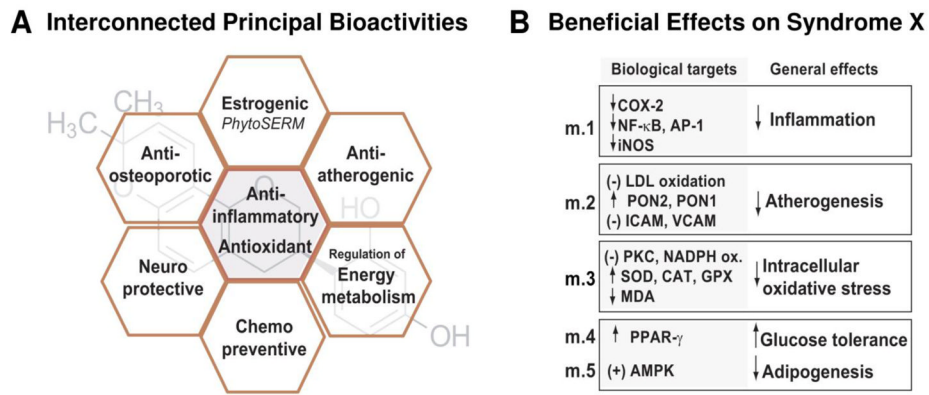 A Interconnected Principal Bioactivities
CH₃
H₃C
O
O
HO
OH
Estrogenic
PhytoSERM
Anti-
osteoporotic
Anti-
atherogenic
Anti-
inflammatory
Antioxidant
Neuro
protective
Regulation of
Energy
metabolism
Chemo
preventive
B Beneficial Effects on Syndrome X
Biological targets General effects
m.1
↓COX-2
↓NF-κB, AP-1
↓iNOS
↓ Inflammation
m.2
(-) LDL oxidation
↑ PON2, PON1
(-) ICAM, VCAM
↓ Atherogenesis
m.3
(-) PKC, NADPH ox.
↑ SOD, CAT, GPX
↓ MDA
↓ Intracellular
oxidative stress
m.4 ↑ PPAR-γ ↑ Glucose tolerance
m.5 (+) AMPK ↓ Adipogenesis